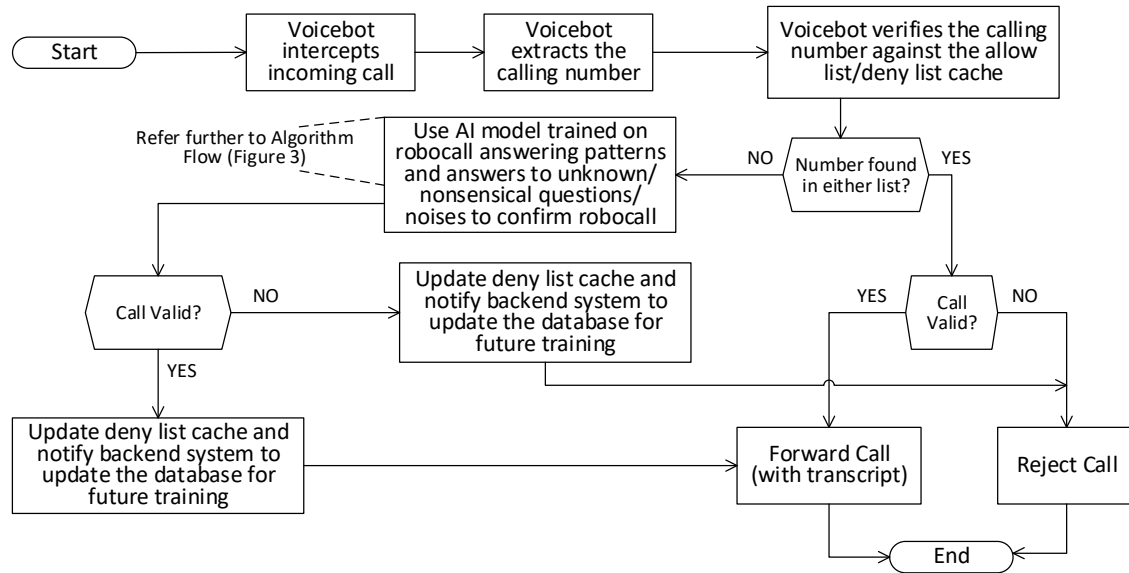 Start
Voicebot
intercepts
incoming call
Voicebot
extracts the
calling number
Voicebot verifies the calling
number against the allow
list/deny list cache
Refer further to Algorithm
Flow (Figure 3)
Use AI model trained on
robocall answering patterns
and answers to unknown/
nonsensical questions/
noises to confirm robocall
NO
Number found
in either list?
YES
Call Valid?
NO
Update deny list cache and
notify backend system to
update the database for
future training
YES
Call
Valid?
NO
YES
Update deny list cache and
notify backend system to
update the database for
future training
Forward Call
(with transcript)
Reject Call
End